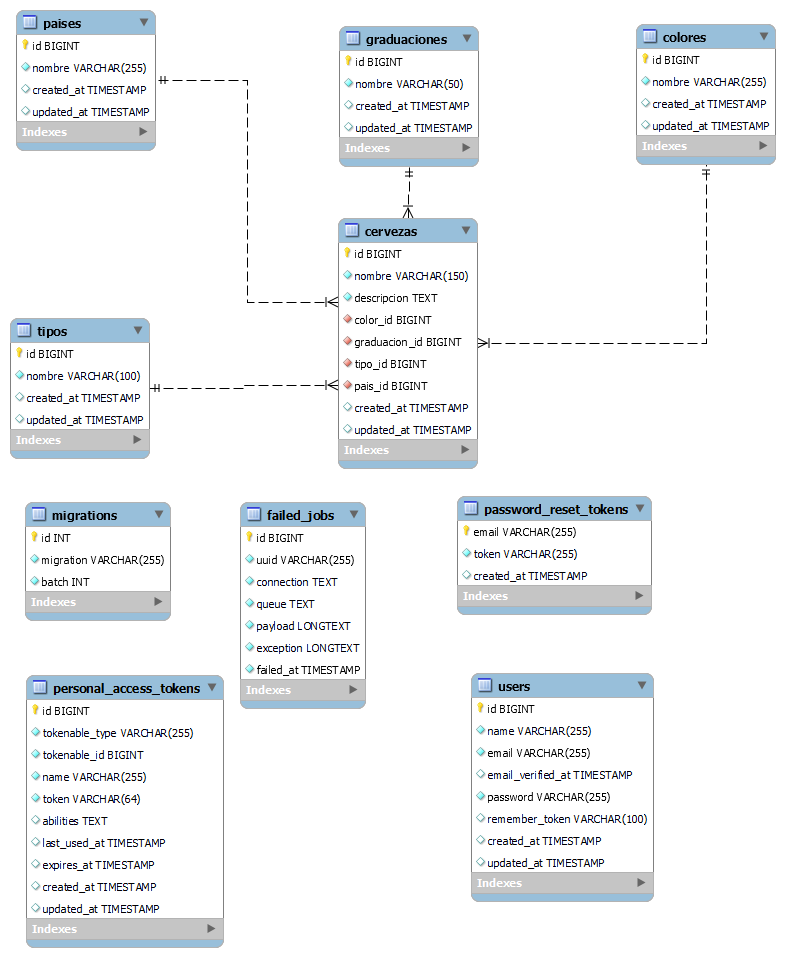 paises
id BIGINT
nombre VARCHAR(255)
created_at TIMESTAMP
updated_at TIMESTAMP
Indexes
graduaciones
id BIGINT
nombre VARCHAR(50)
created_at TIMESTAMP
updated_at TIMESTAMP
Indexes
colores
id BIGINT
nombre VARCHAR(255)
created_at TIMESTAMP
updated_at TIMESTAMP
Indexes
cervezas
id BIGINT
nombre VARCHAR(150)
descripcion TEXT
color_id BIGINT
graduacion_id BIGINT
tipo_id BIGINT
pais_id BIGINT
created_at TIMESTAMP
updated_at TIMESTAMP
Indexes
tipos
id BIGINT
nombre VARCHAR(100)
created_at TIMESTAMP
updated_at TIMESTAMP
Indexes
migrations
id INT
migration VARCHAR(255)
batch INT
Indexes
failed_jobs
id BIGINT
uuid VARCHAR(255)
connection TEXT
queue TEXT
payload LONGTEXT
exception LONGTEXT
failed_at TIMESTAMP
Indexes
password_reset_tokens
email VARCHAR(255)
token VARCHAR(255)
created_at TIMESTAMP
Indexes
personal_access_tokens
id BIGINT
tokenable_type VARCHAR(255)
tokenable_id BIGINT
name VARCHAR(255)
token VARCHAR(64)
abilities TEXT
last_used_at TIMESTAMP
expires_at TIMESTAMP
created_at TIMESTAMP
updated_at TIMESTAMP
Indexes
users
id BIGINT
name VARCHAR(255)
email VARCHAR(255)
email_verified_at TIMESTAMP
password VARCHAR(255)
remember_token VARCHAR(100)
created_at TIMESTAMP
updated_at TIMESTAMP
Indexes